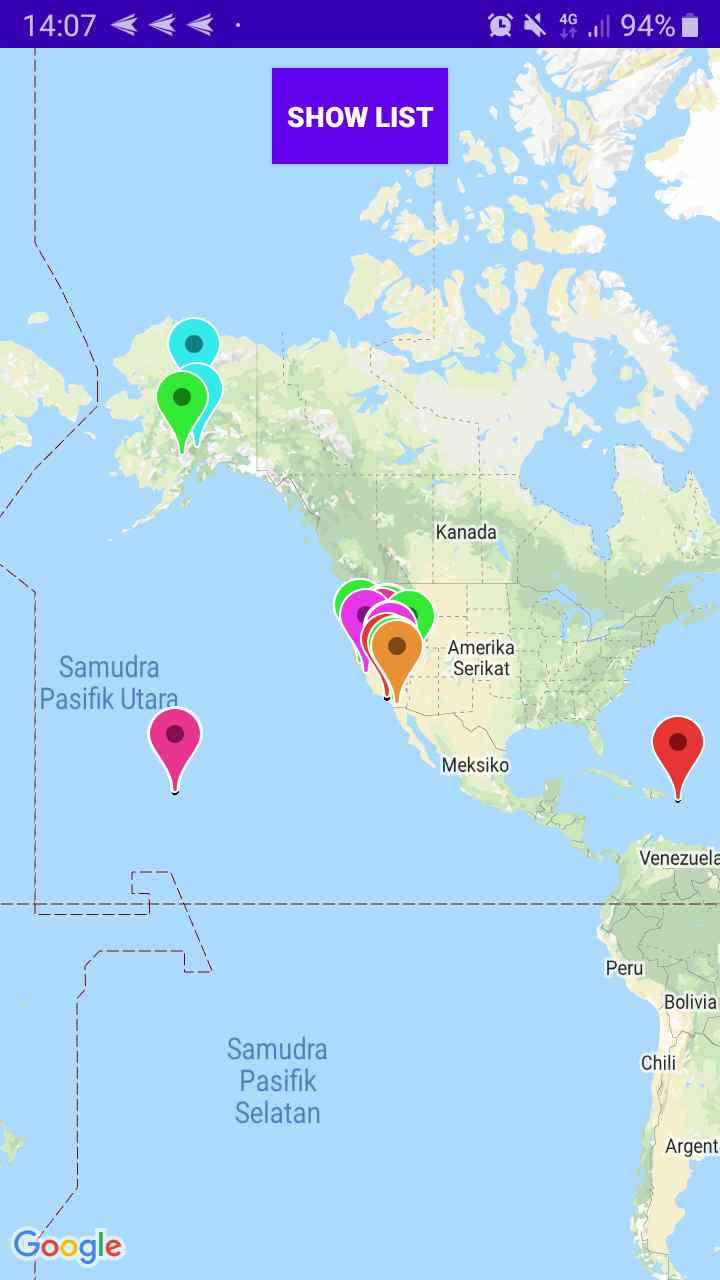 14:07
4G
94%
SHOW LIST
Kanada
Amerika
Serikat
Samudra
Pasifik Utara
Meksiko
Venezuela
Peru
Bolivia
Samudra
Pasifik
Selatan
Chili
Argent
Google